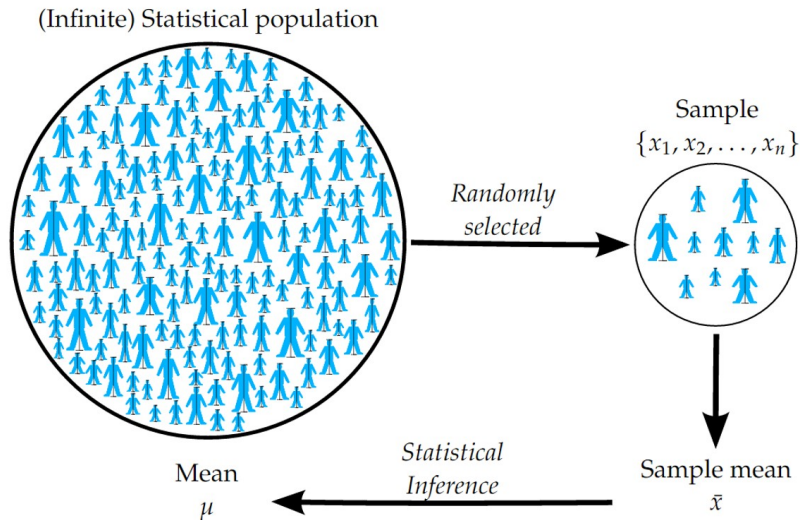 (Infinite) Statistical population
Sample
{x₁, x₂, . . . , xₙ}
Randomly
selected
Mean
μ
Statistical
Inference
Sample mean
x̄